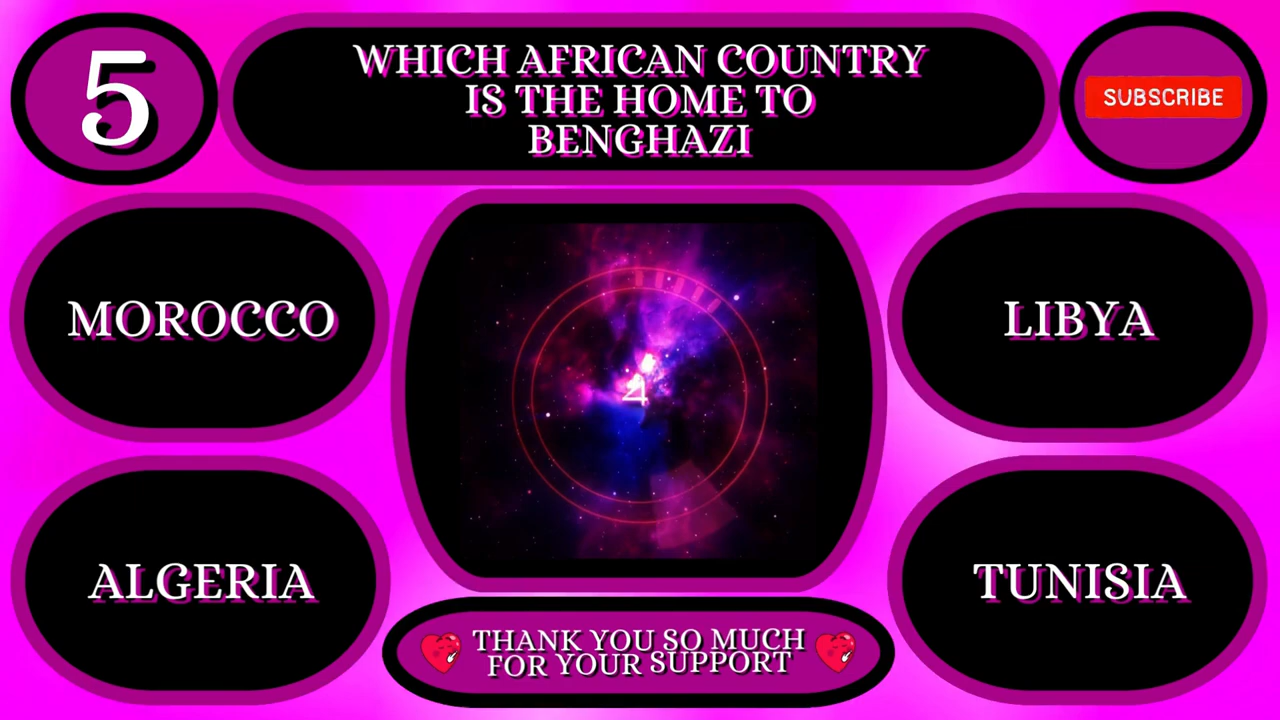 5
WHICH AFRICAN COUNTRY
IS THE HOME TO
BENGHAZI
SUBSCRIBE
MOROCCO
LIBYA
4
ALGERIA
TUNISIA
THANK YOU SO MUCH
FOR YOUR SUPPORT